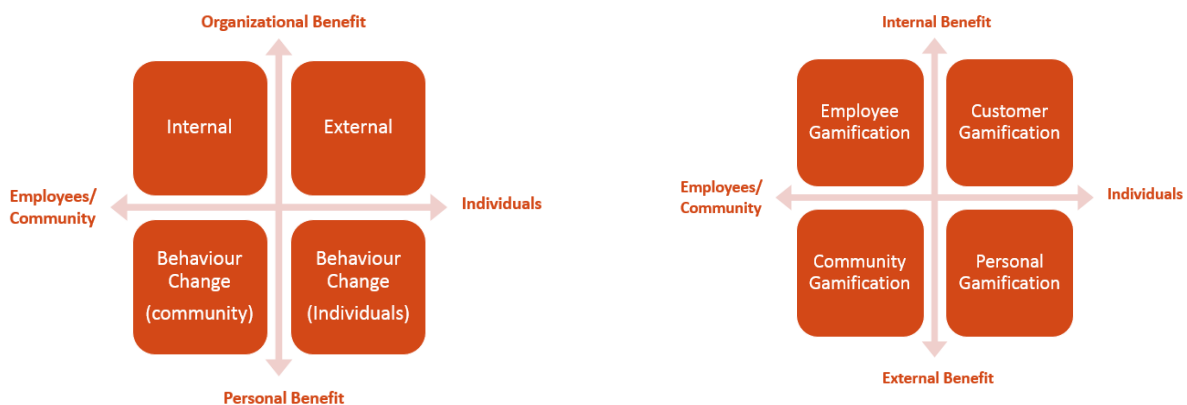 Organizational Benefit
Internal
External
Employees/
Community
Individuals
Behaviour
Change
(community)
Behaviour
Change
(Individuals)
Personal Benefit
Internal Benefit
Employee
Gamification
Customer
Gamification
Employees/
Community
Individuals
Community
Gamification
Personal
Gamification
External Benefit